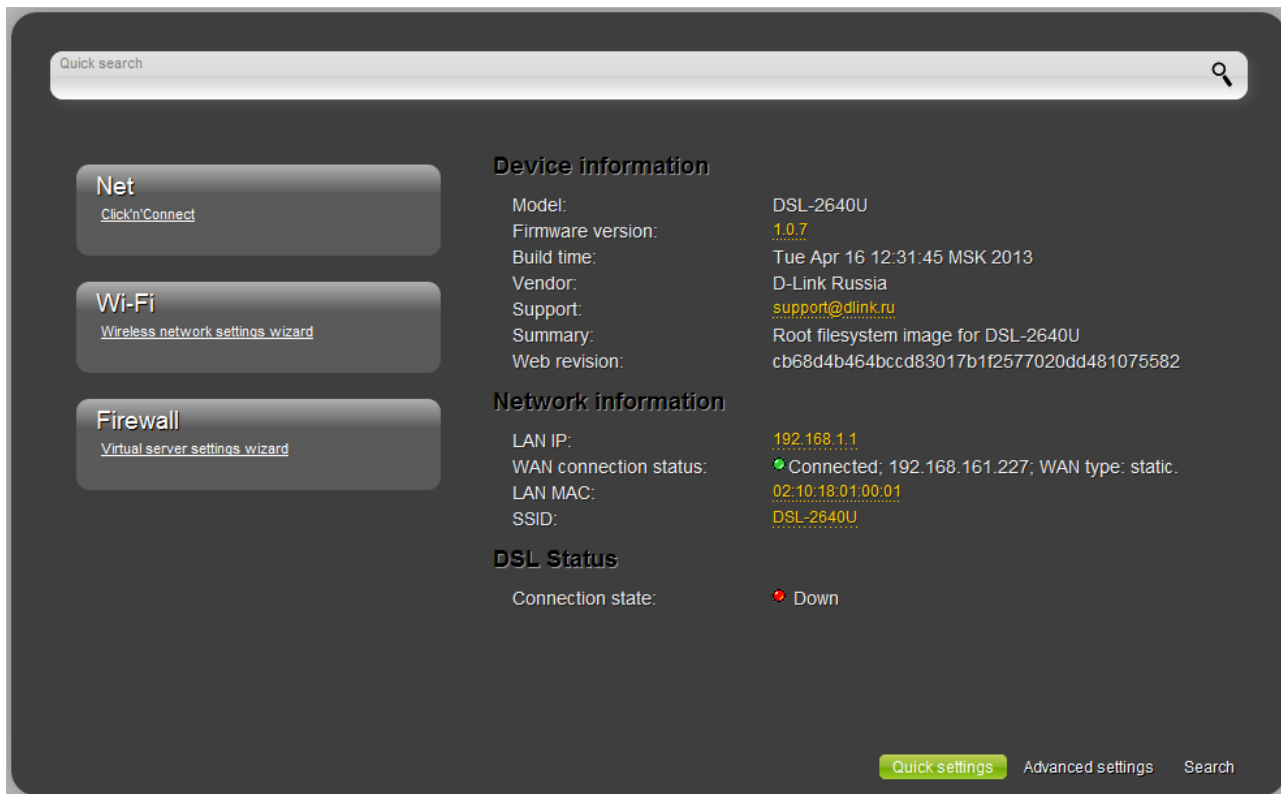 Quick search
Net
Click'n'Connect
Wi-Fi
Wireless network settings wizard
Firewall
Virtual server settings wizard
Device information
Model: DSL-2640U
Firmware version: 1.0.7
Build time: Tue Apr 16 12:31:45 MSK 2013
Vendor: D-Link Russia
Support: support@dlink.ru
Summary: Root filesystem image for DSL-2640U
Web revision: cb68d4b464bccd83017b1f2577020dd481075582
Network information
LAN IP: 192.168.1.1
WAN connection status: Connected; 192.168.161.227; WAN type: static.
LAN MAC: 02:10:18:01:00:01
SSID: DSL-2640U
DSL Status
Connection state: Down
Quick settings Advanced settings Search